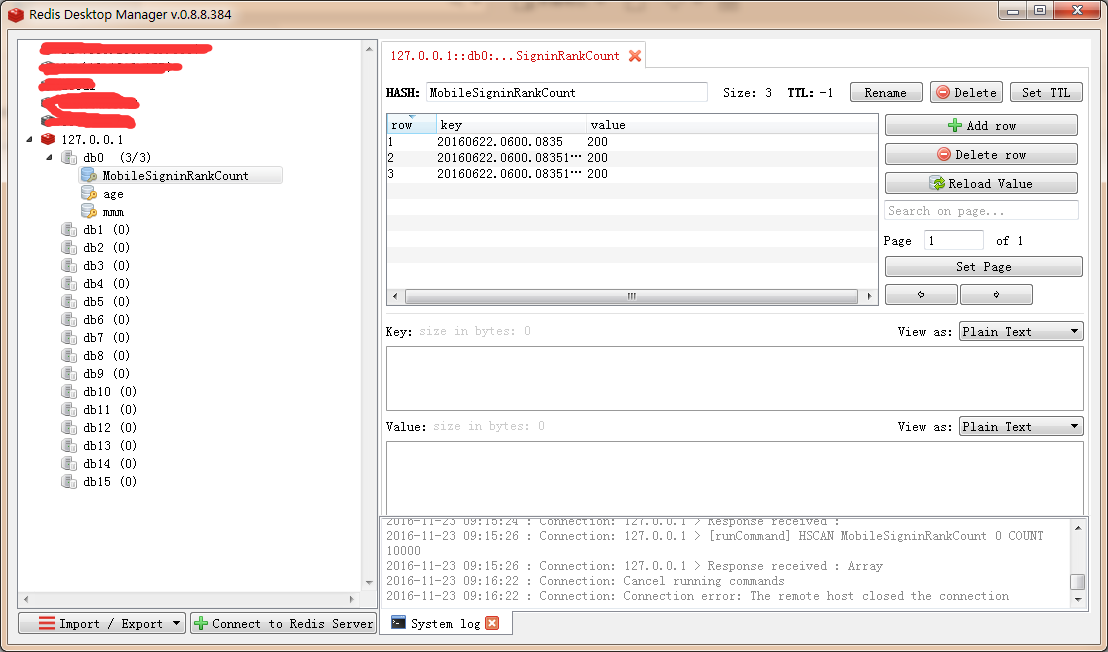 Redis Desktop Manager v.0.8.8.384
127.0.0.1
db0 (3/3)
MobileSigninRankCount
age
mmm
db1 (0)
db2 (0)
db3 (0)
db4 (0)
db5 (0)
db6 (0)
db7 (0)
db8 (0)
db9 (0)
db10 (0)
db11 (0)
db12 (0)
db13 (0)
db14 (0)
db15 (0)
Import / Export
Connect to Redis Server
127.0.0.1::db0:...SigninRankCount
HASH: MobileSigninRankCount Size: 3 TTL: -1 Rename Delete Set TTL
row key value
1 20160622.0600.0835 200
2 20160622.0600.08351… 200
3 20160622.0600.08351… 200
Add row
Delete row
Reload Value
Search on page...
Page 1 of 1
Set Page
Key: size in bytes: 0 View as: Plain Text
Value: size in bytes: 0 View as: Plain Text
2016-11-23 09:15:24 : Connection: 127.0.0.1 > Response received :
2016-11-23 09:15:26 : Connection: 127.0.0.1 > [runCommand] HSCAN MobileSigninRankCount 0 COUNT
10000
2016-11-23 09:15:26 : Connection: 127.0.0.1 > Response received : Array
2016-11-23 09:16:22 : Connection: Cancel running commands
2016-11-23 09:16:22 : Connection: Connection error: The remote host closed the connection
System log